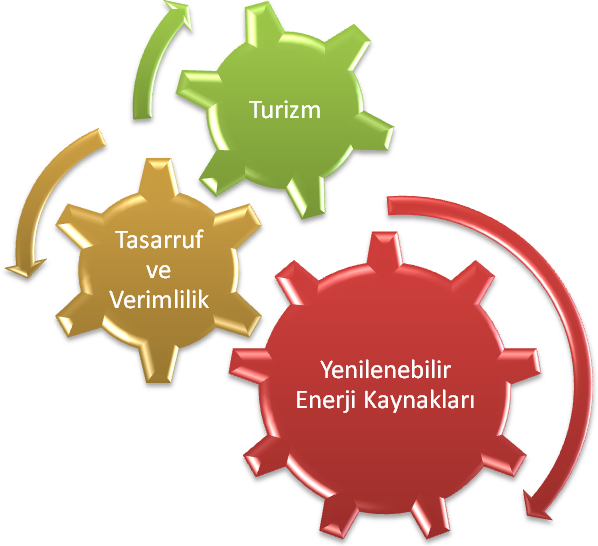 Turizm
Tasarruf
ve
Verimlilik
Yenilenebilir
Enerji Kaynakları